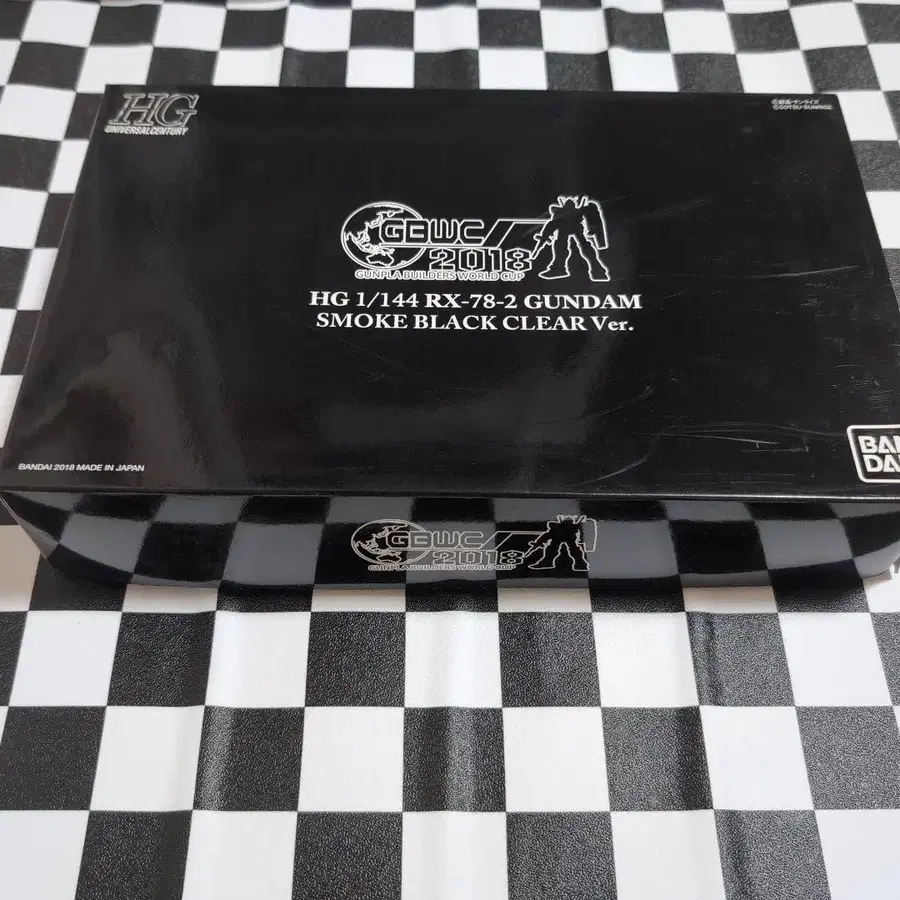 HG
UNIVERSAL CENTURY
©創通・サンライズ
©SOTSU・SUNRISE
GBWC
2018
GUNPLA BUILDERS WORLD CUP
HG 1/144 RX-78-2 GUNDAM
SMOKE BLACK CLEAR Ver.
BANDAI 2018 MADE IN JAPAN
BAN
DA
GBWC
2018
GUNPLA BUILDERS WORLD CUP